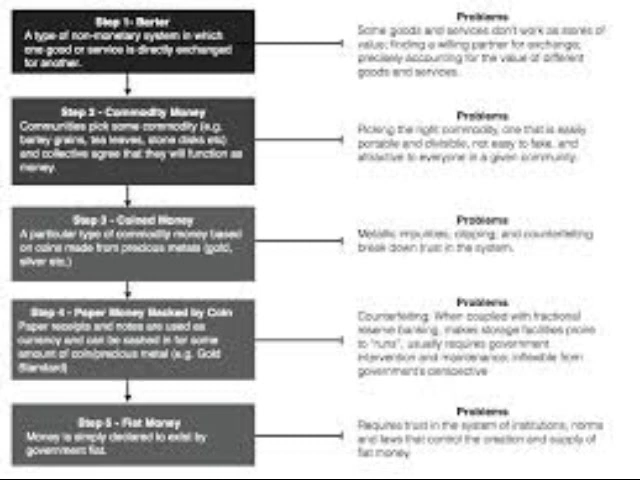 Step 1- Barter
A type of non-monetary system in which
one good or service is directly exchanged
for another.
Problems
Some goods and services don't work as stores of
value; finding a willing partner for exchange;
precisely accounting for the value of different
goods and services.
Step 2 - Commodity Money
Communities pick some commodity (e.g.
barley grains, tea leaves, stone disks etc)
and collective agree that they will function as
money.
Problems
Picking the right commodity, one that is easily
portable and divisible, not easy to fake, and
attractive to everyone in a given community.
Step 3 - Coined Money
A particular type of commodity money based
on coins made from precious metals (gold,
silver etc.)
Problems
Metallic impurities, clipping, and counterfeiting
break down trust in the system.
Step 4 - Paper Money Backed by Coin
Paper receipts and notes are used as
currency and can be cashed in for some
amount of coin/precious metal (e.g. Gold
Standard)
Problems
Counterfeiting. When coupled with fractional
reserve banking, makes storage facilities prone
to "runs", usually requires government
intervention and maintenance; inflexible from
government's perspective
Step 5 - Fiat Money
Money is simply declared to exist by
government fiat.
Problems
Requires trust in the system of institutions, norms
and laws that control the creation and supply of
fiat money.